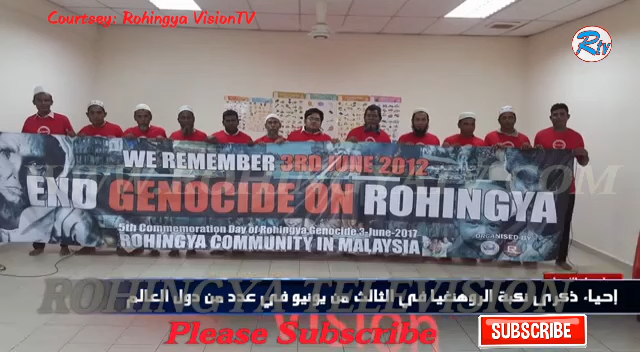 Courtsey: Rohingya VisionTV
Rtv
WE REMEMBER 3RD JUNE 2012
END GENOCIDE ON ROHINGYA
5th Commemoration Day of Rohingya Genocide 3-June-2017
ROHINGYA COMMUNITY IN MALAYSIA
ORGANISED BY
إحياء ذكرى نكبة الروهنغيا في الثالث من يونيو في عدد من دول العالم
ROHINGYA TELEVISION
vision
Please Subscribe
SUBSCRIBE